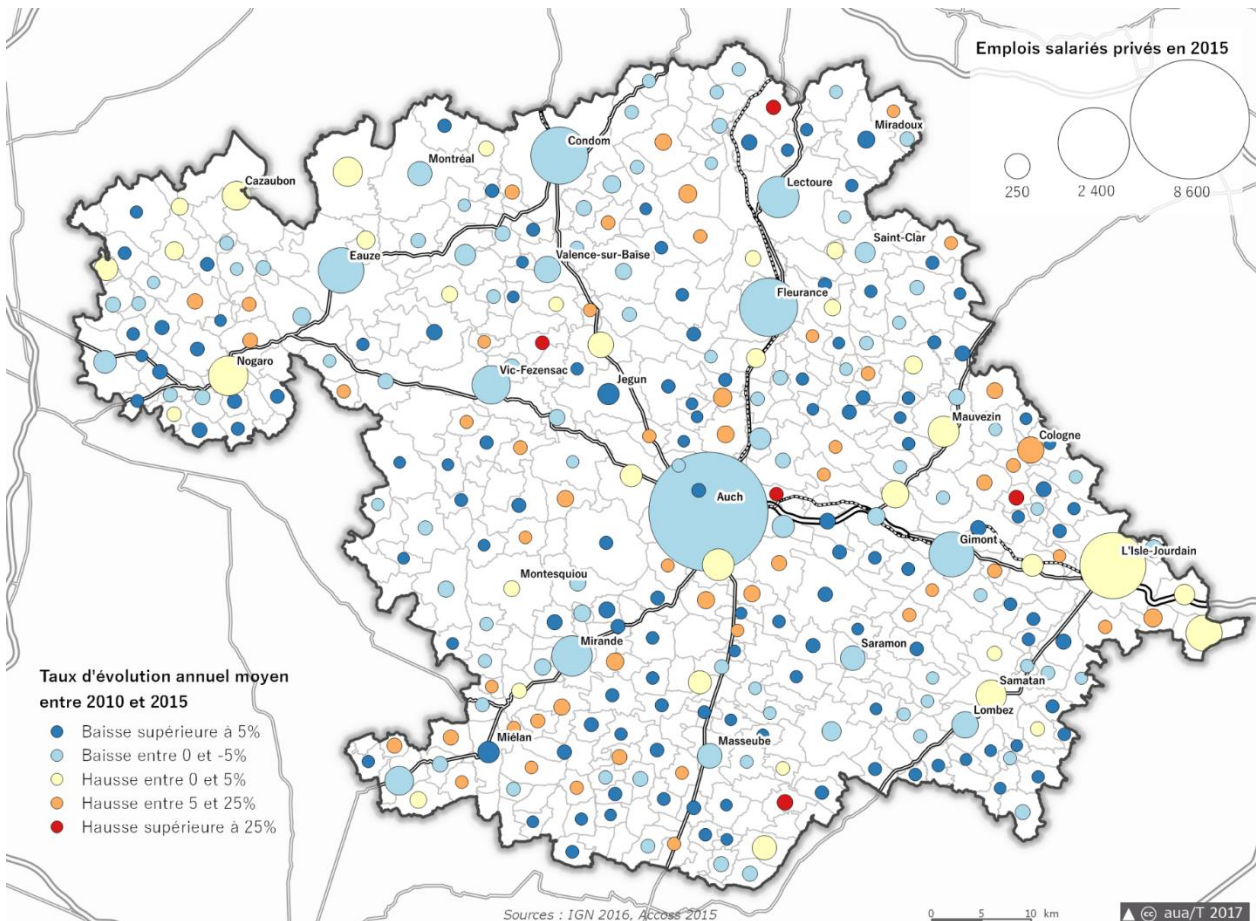 Emplois salariés privés en 2015
250
2 400
8 600
Condom
Miradoux
Montréal
Cazaubon
Lectoure
Saint-Clar
Eauze
Valence-sur-Baïse
Fleurance
Nogaro
Vic-Fezensac
Jegun
Mauvezin
Cologne
Auch
Gimont
L'Isle-Jourdain
Montesquiou
Mirande
Saramon
Samatan
Lombez
Miélan
Masseube
Taux d'évolution annuel moyen
entre 2010 et 2015
Baisse supérieure à 5%
Baisse entre 0 et -5%
Hausse entre 0 et 5%
Hausse entre 5 et 25%
Hausse supérieure à 25%
Sources : IGN 2016, Accoss 2015
0 5 10 km
cc aua/T 2017